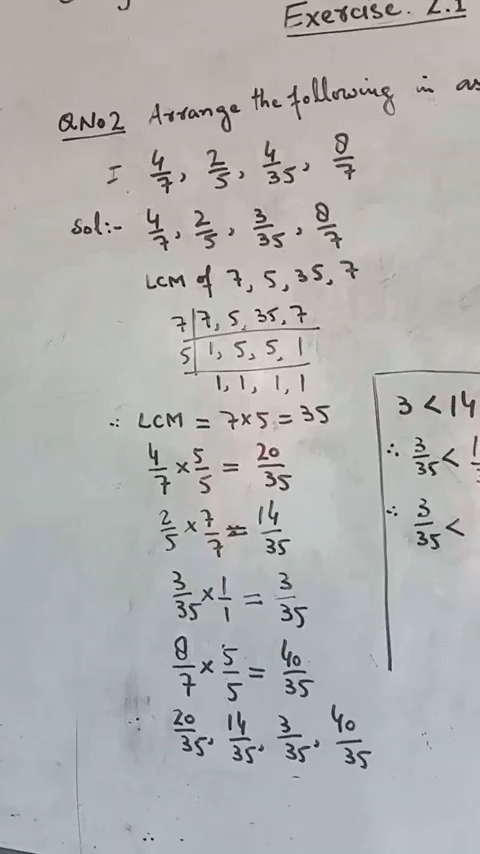 Exercise. 2.1
Q.No2 Arrange the following in as
I 4/7, 2/5, 4/35, 8/7
Sol:- 4/7, 2/5, 3/35, 8/7
LCM of 7, 5, 35, 7
7 | 7, 5, 35, 7
5 | 1, 5, 5, 1
1, 1, 1, 1
∴ LCM = 7×5 = 35
4/7 × 5/5 = 20/35
2/5 × 7/7 = 14/35
3/35 × 1/1 = 3/35
8/7 × 5/5 = 40/35
∴ 20/35, 14/35, 3/35, 40/35
∴
3 < 14
∴ 3/35 <
∴ 3/35 <